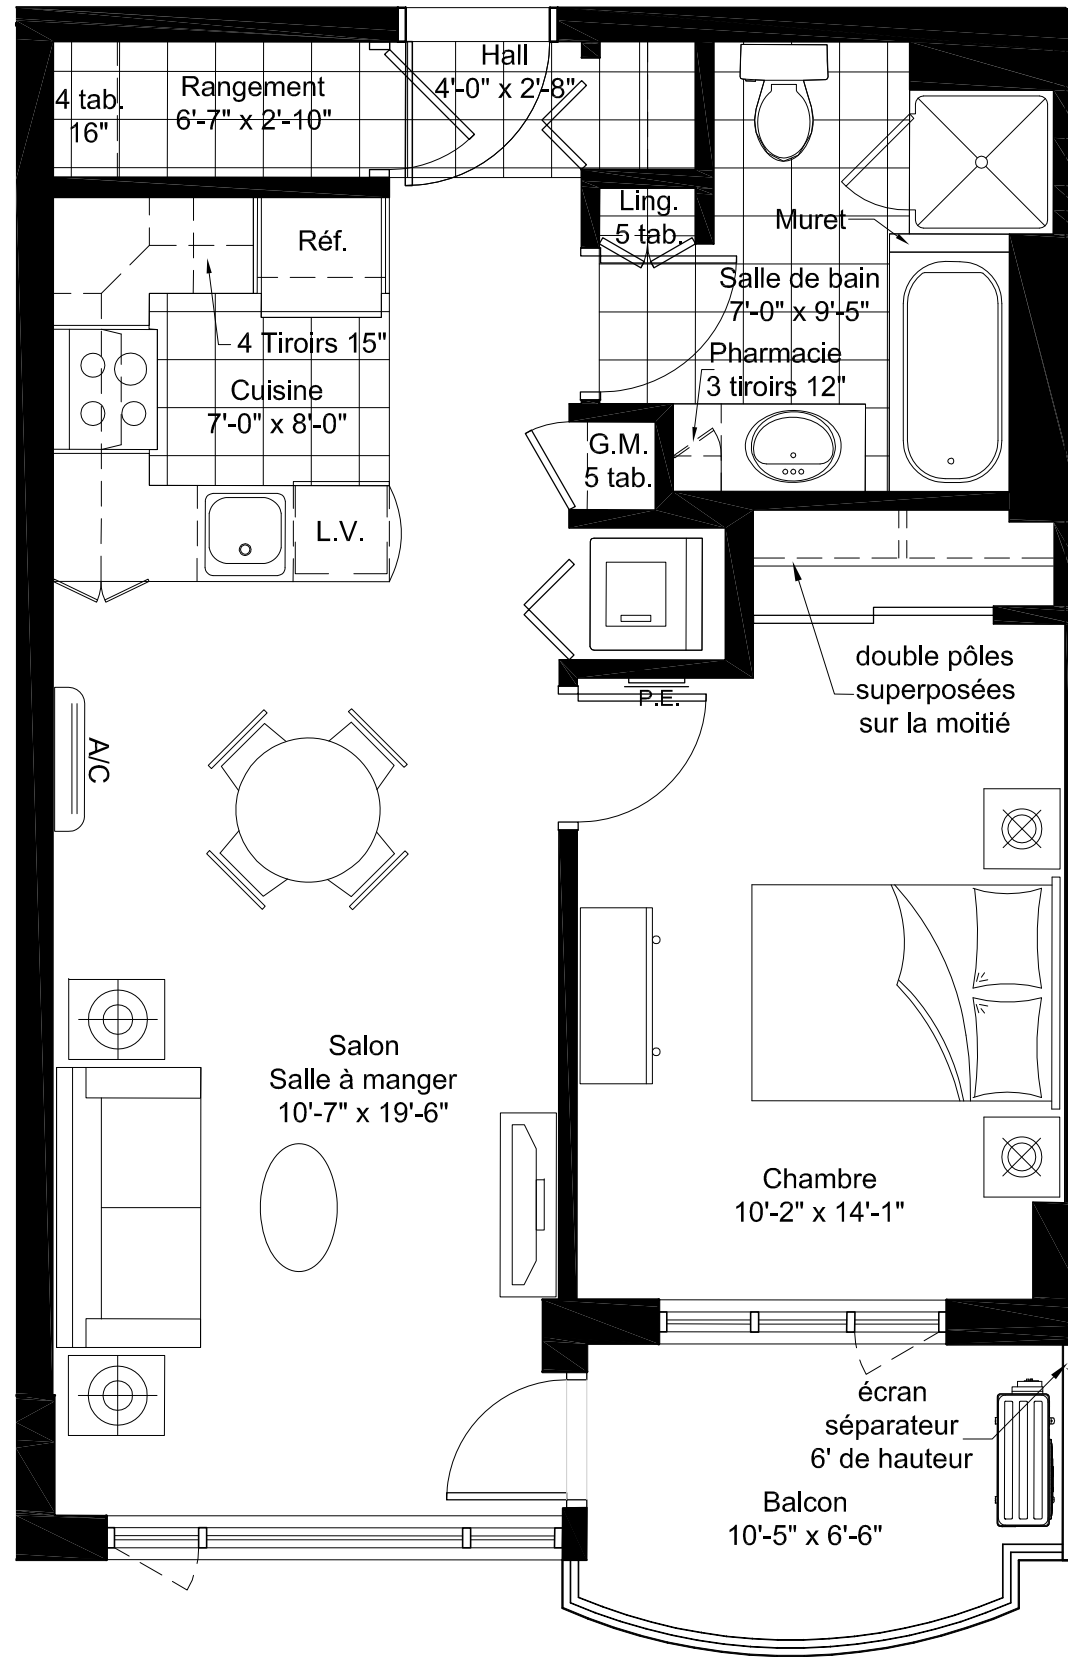 Hall
4'-0" x 2'-8"
Rangement
6'-7" x 2'-10"
4 tab.
16"
Ling.
5 tab.
Muret
Réf.
Salle de bain
7'-0" x 9'-5"
4 Tiroirs 15"
Pharmacie
3 tiroirs 12"
Cuisine
7'-0" x 8'-0"
G.M.
5 tab.
L.V.
double pôles
superposées
sur la moitié
P.E.
A/C
Salon
Salle à manger
10'-7" x 19'-6"
Chambre
10'-2" x 14'-1"
écran
séparateur
6' de hauteur
Balcon
10'-5" x 6'-6"